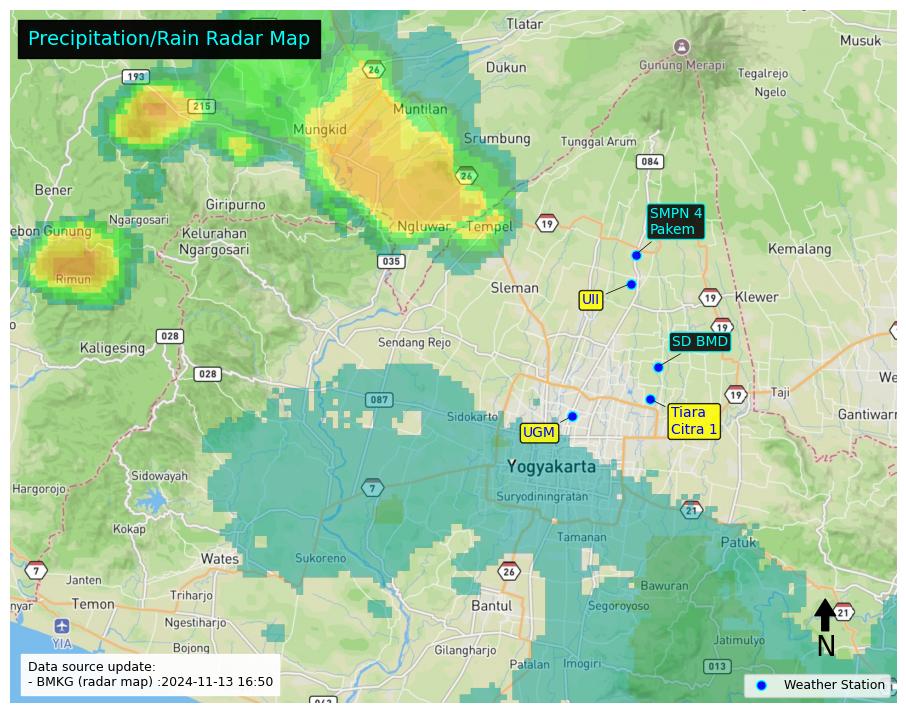 Precipitation/Rain Radar Map
Tlatar
Musuk
Gunung Merapi
Dukun
Tegalrejo
Ngelo
193
26
215
Muntilan
Mungkid
Srumbung
Tunggal Arum
084
26
Bener
Giripurno
Ngargosari
SMPN 4
Pakem
19
ebon Gunung
Kelurahan
Ngargosari
Ngluwar
Tempel
Kemalang
035
Rimun
Sleman
UII
19
Klewer
19
028
Sendang Rejo
SD BMD
Kaligesing
028
We
087
19
Taji
Sidokarto
Tiara
Citra 1
Gantiwarn
UGM
Yogyakarta
Sidowayah
Hargorojo
7
Suryodiningratan
21
Kokap
Tamanan
Patuk
Wates
Sukoreno
7
26
Janten
Bawuran
nyar
Temon
Triharjo
Bantul
Segoroyoso
21
Ngestiharjo
YIA
Jatimulyo
N
Bojong
Gilangharjo
Patalan
Imogiri
013
Data source update:
- BMKG (radar map) :2024-11-13 16:50
Weather Station